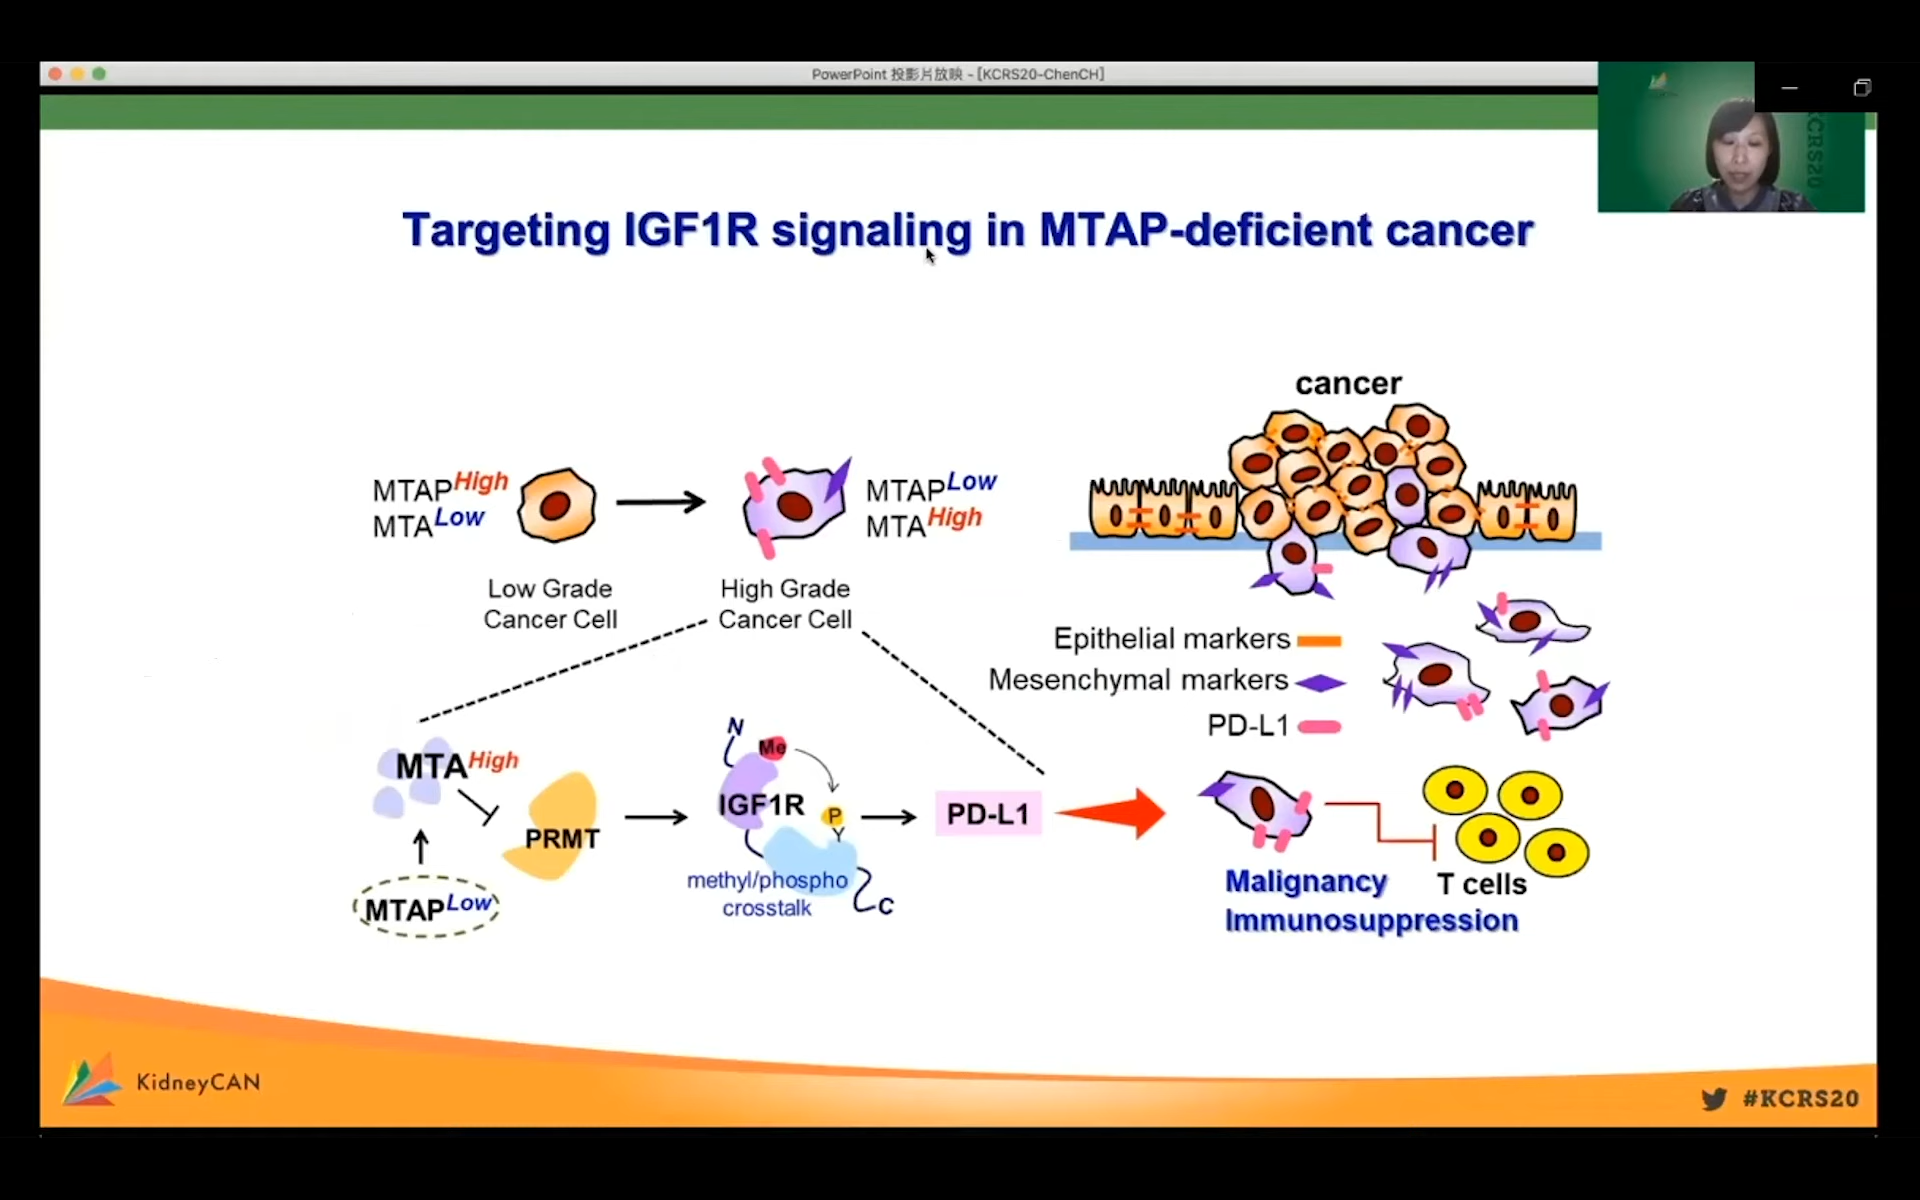 PowerPoint 投影片放映 - [KCRS20-ChenCH]
KCRS20
Targeting IGF1R signaling in MTAP-deficient cancer
cancer
MTAPHigh
MTALow
MTAPLow
MTAHigh
Low Grade
Cancer Cell
High Grade
Cancer Cell
Epithelial markers
Mesenchymal markers
PD-L1
MTAHigh
PRMT
MTAPLow
N
Me
IGF1R
P
Y
methyl/phospho
crosstalk
C
PD-L1
T cells
Malignancy
Immunosuppression
KidneyCAN
#KCRS20